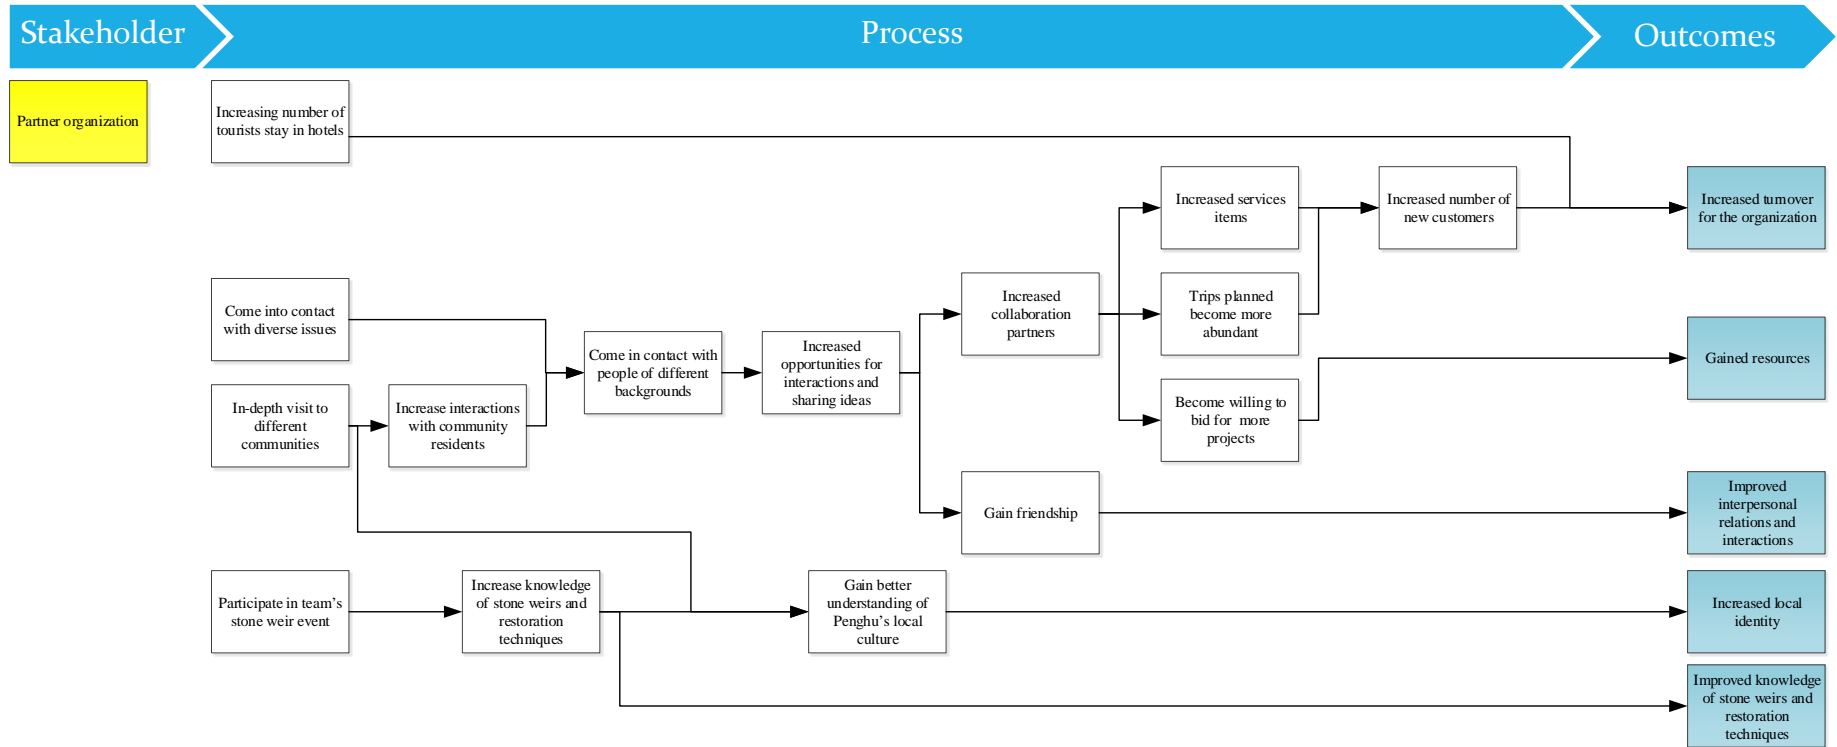 Stakeholder
Process
Outcomes
Partner organization
Increasing number of
tourists stay in hotels
Increased services
items
Increased number of
new customers
Increased turnover
for the organization
Come into contact
with diverse issues
Increased
collaboration
partners
Trips planned
become more
abundant
Gained resources
Come in contact with
people of different
backgrounds
Increased
opportunities for
interactions and
sharing ideas
In-depth visit to
different
communities
Increase interactions
with community
residents
Become willing to
bid for  more
projects
Gain friendship
Improved
interpersonal
relations and
interactions
Participate in team’s
stone weir event
Increase knowledge
of stone weirs and
restoration
techniques
Gain better
understanding of
Penghu’s local
culture
Increased local
identity
Improved knowledge
of stone weirs and
restoration
techniques